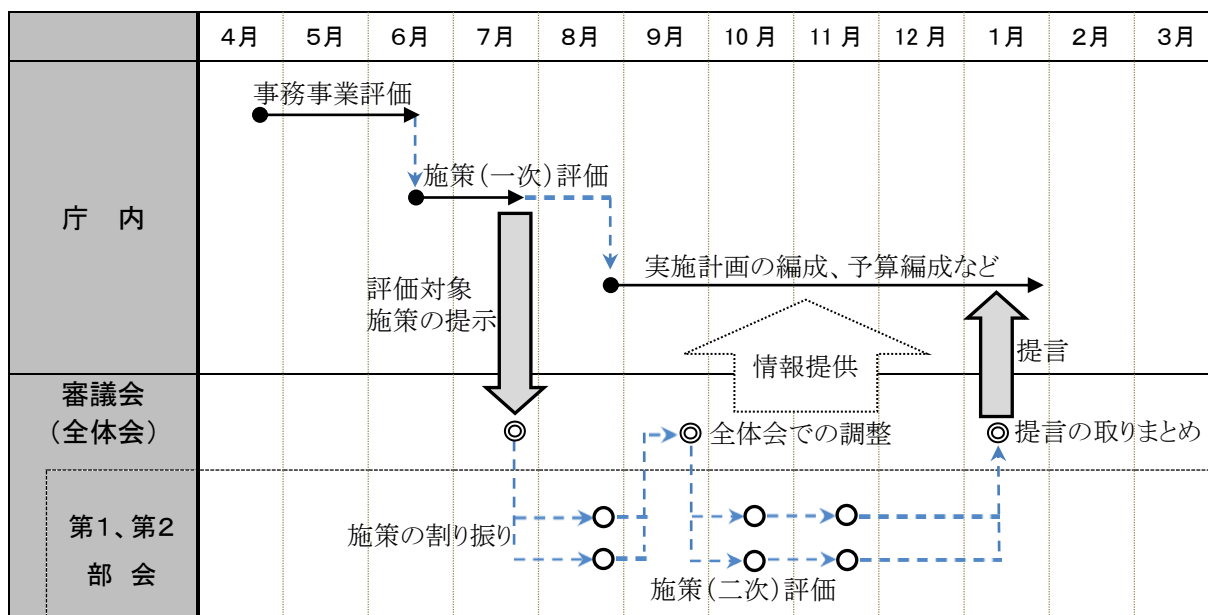 4月 5月 6月 7月 8月 9月 10月 11月 12月 1月 2月 3月
事務事業評価
施策(一次)評価
庁 内
実施計画の編成、予算編成など
評価対象
施策の提示
情報提供
提言
審議会
(全体会)
全体会での調整
提言の取りまとめ
第1、第2
部 会
施策の割り振り
施策(二次)評価